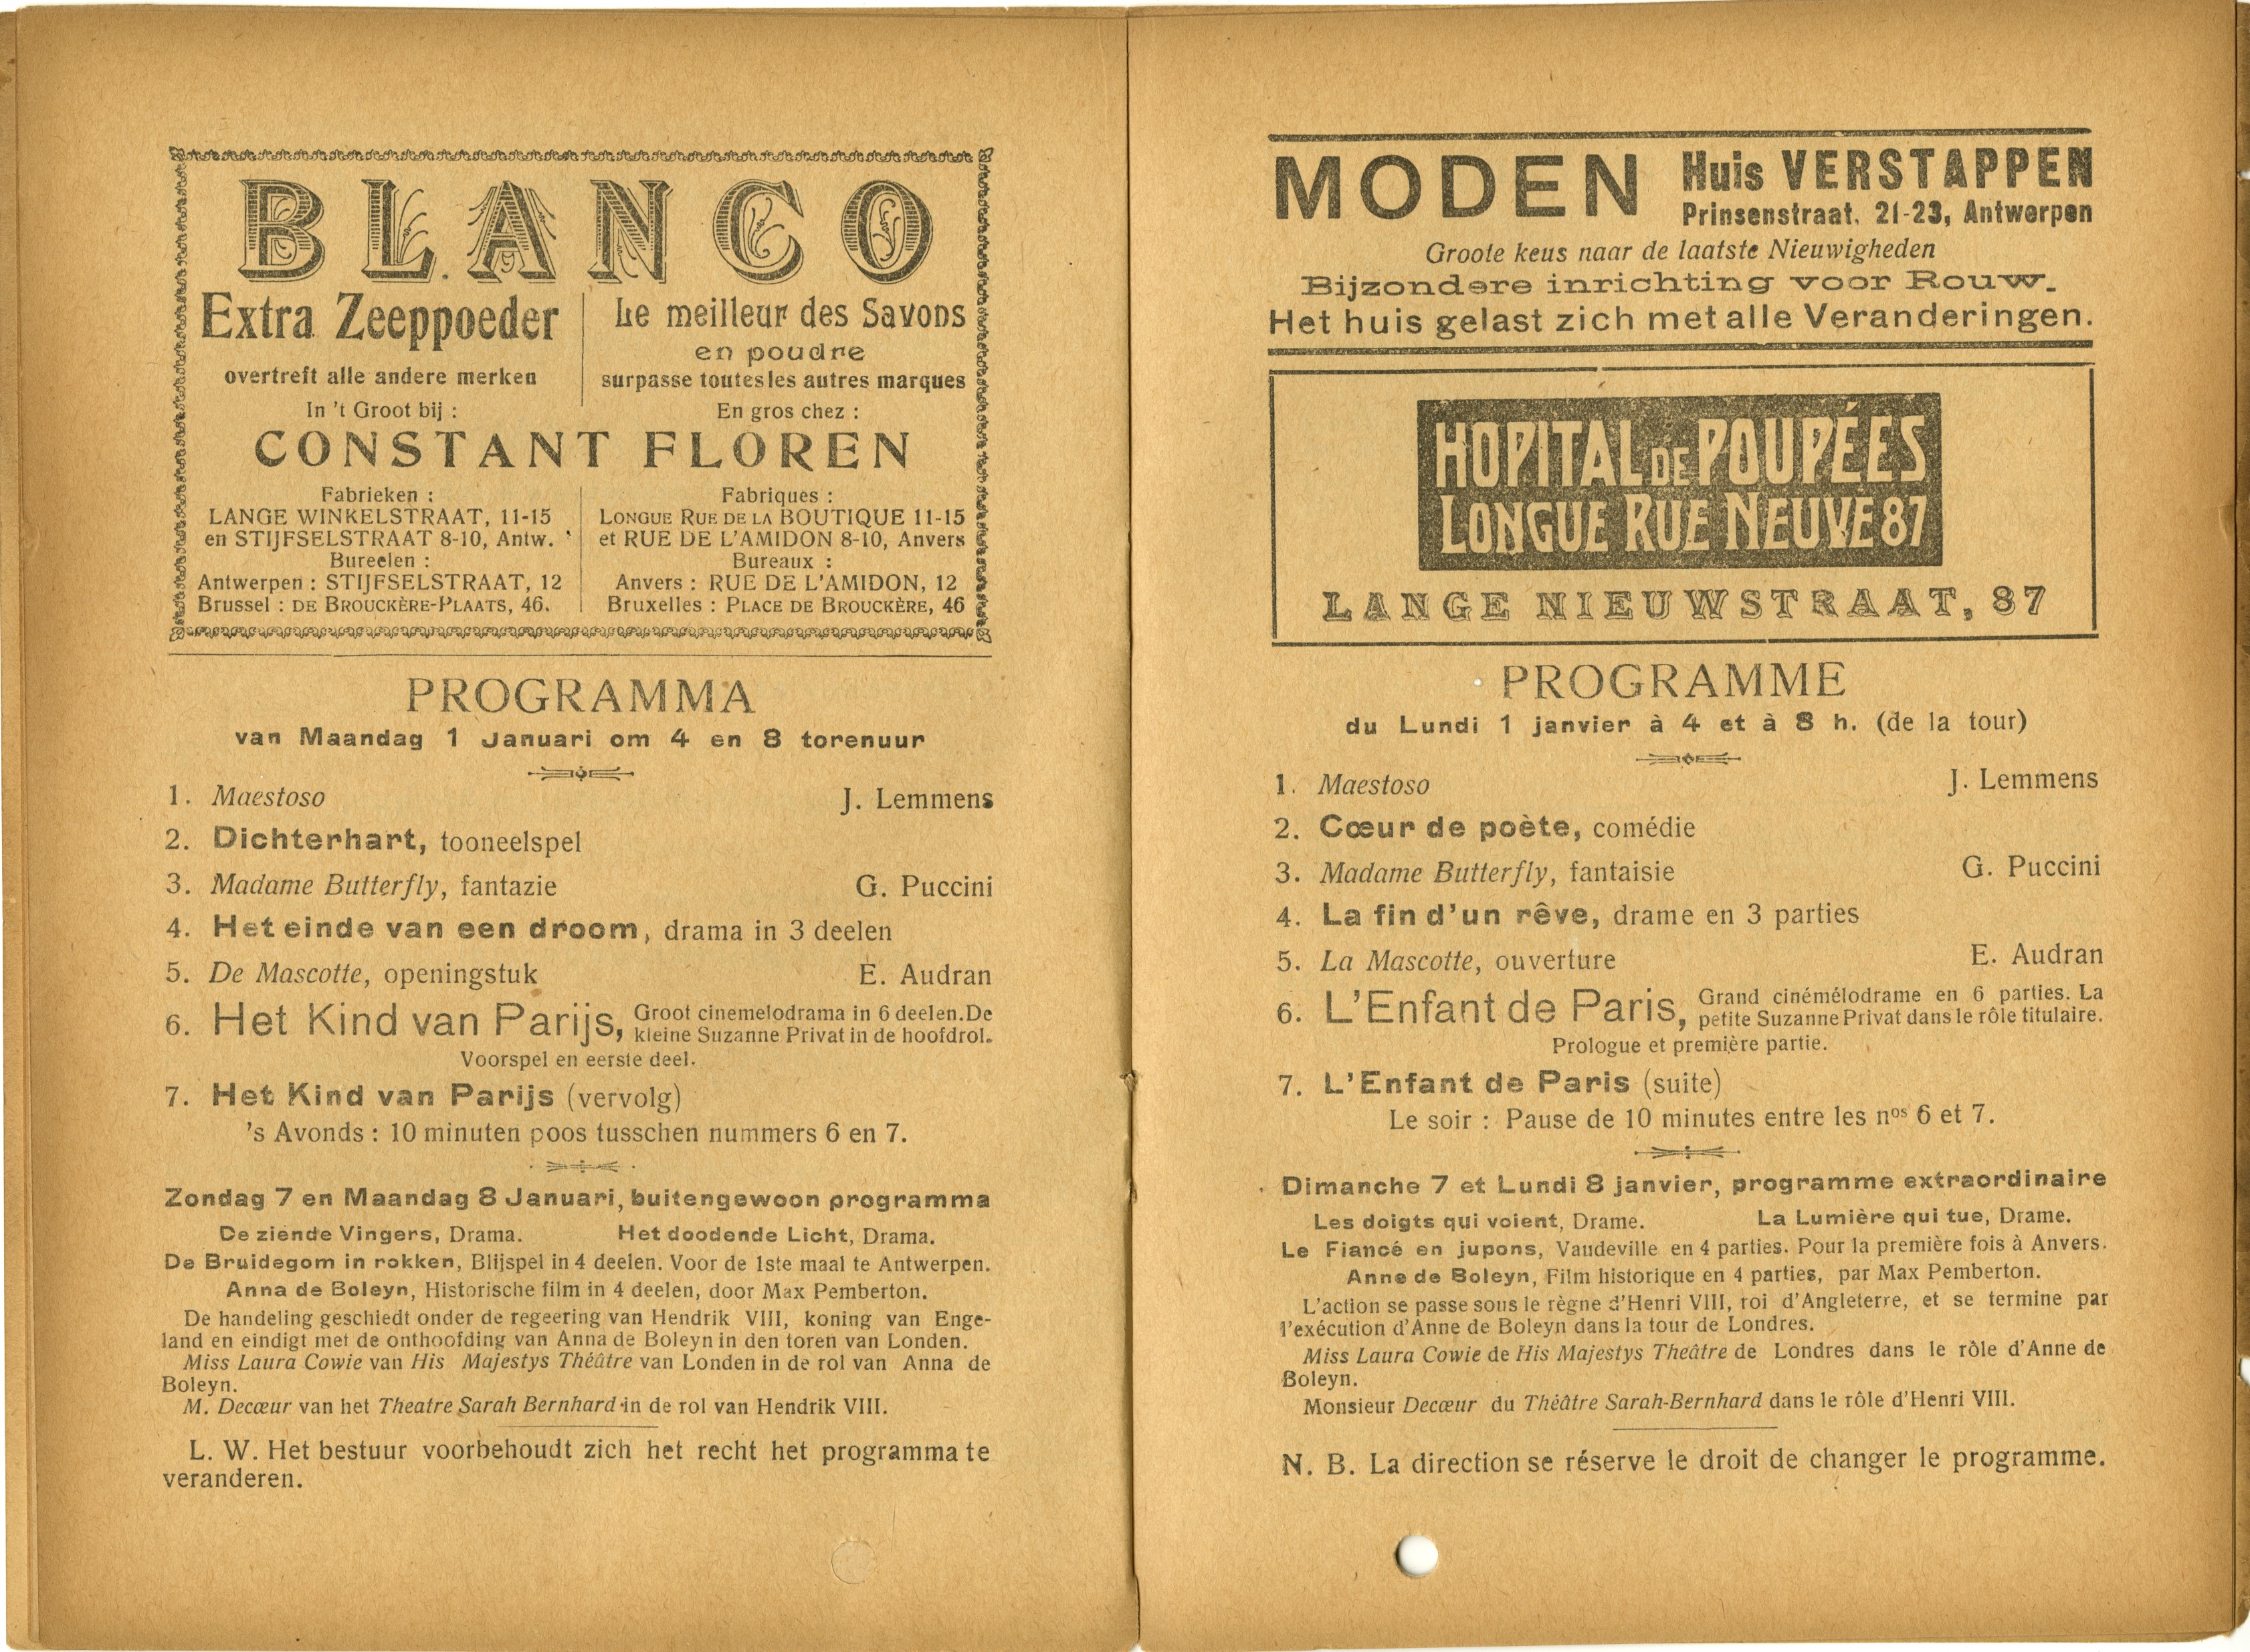 BLANCO
Extra Zeeppoeder
overtreft alle andere merken
In 't Groot bij :
Le meilleur des Savons
en poudre
surpasse toutes les autres marques
En gros chez :
CONSTANT FLOREN
Fabrieken :
LANGE WINKELSTRAAT, 11-15
en STIJFSELSTRAAT 8-10, Antw.
Bureelen :
Antwerpen : STIJFSELSTRAAT, 12
Brussel : DE BROUCKÈRE-PLAATS, 46.
Fabriques :
LONGUE RUE DE LA BOUTIQUE 11-15
et RUE DE L'AMIDON 8-10, Anvers
Bureaux :
Anvers : RUE DE L'AMIDON, 12
Bruxelles : PLACE DE BROUCKÈRE, 46
PROGRAMMA
van Maandag 1 Januari om 4 en 8 torenuur
1. Maestoso J. Lemmens
2. Dichterhart, tooneelspel
3. Madame Butterfly, fantazie G. Puccini
4. Het einde van een droom, drama in 3 deelen
5. De Mascotte, openingstuk E. Audran
6. Het Kind van Parijs, Groot cinemelodrama in 6 deelen. De
kleine Suzanne Privat in de hoofdrol.
Voorspel en eerste deel.
7. Het Kind van Parijs (vervolg)
's Avonds : 10 minuten poos tusschen nummers 6 en 7.
Zondag 7 en Maandag 8 Januari, buitengewoon programma
De ziende Vingers, Drama. Het doodende Licht, Drama.
De Bruidegom in rokken, Blijspel in 4 deelen. Voor de 1ste maal te Antwerpen.
Anna de Boleyn, Historische film in 4 deelen, door Max Pemberton.
De handeling geschiedt onder de regeering van Hendrik VIII, koning van Enge-
land en eindigt met de onthoofding van Anna de Boleyn in den toren van Londen.
Miss Laura Cowie van His Majestys Théâtre van Londen in de rol van Anna de
Boleyn.
M. Decœur van het Theatre Sarah Bernhard in de rol van Hendrik VIII.
L. W. Het bestuur voorbehoudt zich het recht het programma te
veranderen.
MODEN
Huis VERSTAPPEN
Prinsenstraat, 21-23, Antwerpen
Groote keus naar de laatste Nieuwigheden
Bijzondere inrichting voor Rouw.
Het huis gelast zich met alle Veranderingen.
HOPITAL DE POUPÉES
LONGUE RUE NEUVE 87
LANGE NIEUWSTRAAT, 87
PROGRAMME
du Lundi 1 janvier à 4 et à 8 h. (de la tour)
1. Maestoso J. Lemmens
2. Cœur de poète, comédie
3. Madame Butterfly, fantaisie G. Puccini
4. La fin d'un rêve, drame en 3 parties
5. La Mascotte, ouverture E. Audran
6. L'Enfant de Paris, Grand cinémélodrame en 6 parties. La
petite Suzanne Privat dans le rôle titulaire.
Prologue et première partie.
7. L'Enfant de Paris (suite)
Le soir : Pause de 10 minutes entre les nos 6 et 7.
Dimanche 7 et Lundi 8 janvier, programme extraordinaire
Les doigts qui voient, Drame. La Lumière qui tue, Drame.
Le Fiancé en jupons, Vaudeville en 4 parties. Pour la première fois à Anvers.
Anne de Boleyn, Film historique en 4 parties, par Max Pemberton.
L'action se passe sous le règne d'Henri VIII, roi d'Angleterre, et se termine par
l'exécution d'Anne de Boleyn dans la tour de Londres.
Miss Laura Cowie de His Majestys Theâtre de Londres dans le rôle d'Anne de
Boleyn.
Monsieur Decœur du Théâtre Sarah-Bernhard dans le rôle d'Henri VIII.
N. B. La direction se réserve le droit de changer le programme.